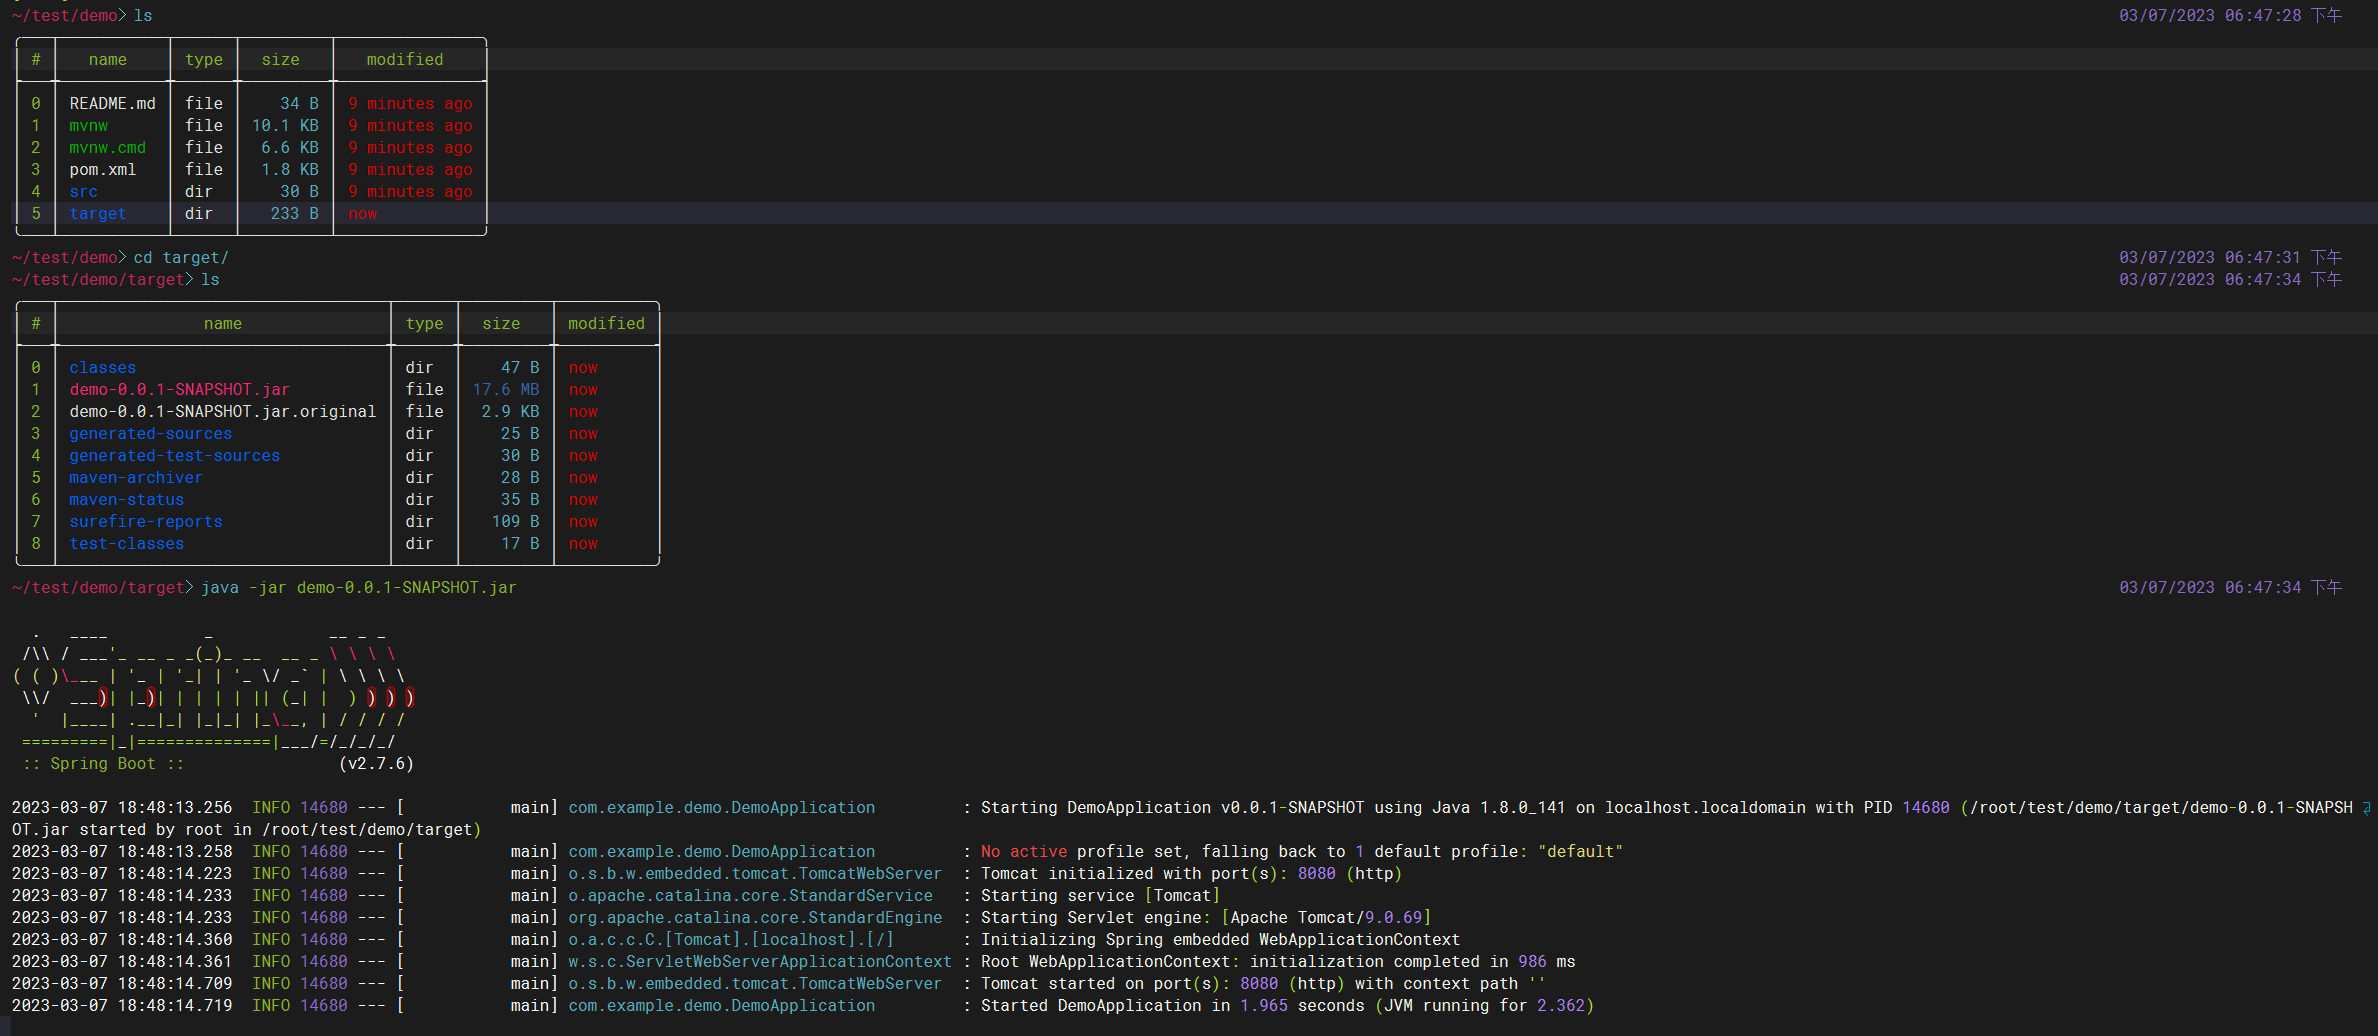 ~/test/demo> ls 03/07/2023 06:47:28 下午
# name type size modified
0 README.md file 34 B 9 minutes ago
1 mvnw file 10.1 KB 9 minutes ago
2 mvnw.cmd file 6.6 KB 9 minutes ago
3 pom.xml file 1.8 KB 9 minutes ago
4 src dir 30 B 9 minutes ago
5 target dir 233 B now
~/test/demo> cd target/ 03/07/2023 06:47:31 下午
~/test/demo/target> ls 03/07/2023 06:47:34 下午
# name type size modified
0 classes dir 47 B now
1 demo-0.0.1-SNAPSHOT.jar file 17.6 MB now
2 demo-0.0.1-SNAPSHOT.jar.original file 2.9 KB now
3 generated-sources dir 25 B now
4 generated-test-sources dir 30 B now
5 maven-archiver dir 28 B now
6 maven-status dir 35 B now
7 surefire-reports dir 109 B now
8 test-classes dir 17 B now
~/test/demo/target> java -jar demo-0.0.1-SNAPSHOT.jar 03/07/2023 06:47:34 下午
  .   ____          _            __ _ _
 /\\ / ___'_ __ _ _(_)_ __  __ _ \ \ \ \
( ( )\___ | '_ | '_| | '_ \/ _` | \ \ \ \
 \\/  ___)| |_)| | | | | || (_| |  ) ) ) )
  '  |____| .__|_| |_|_| |_\__, | / / / /
 =========|_|==============|___/=/_/_/_/
 :: Spring Boot ::                (v2.7.6)
2023-03-07 18:48:13.256  INFO 14680 --- [           main] com.example.demo.DemoApplication         : Starting DemoApplication v0.0.1-SNAPSHOT using Java 1.8.0_141 on localhost.localdomain with PID 14680 (/root/test/demo/target/demo-0.0.1-SNAPSH
OT.jar started by root in /root/test/demo/target)
2023-03-07 18:48:13.258  INFO 14680 --- [           main] com.example.demo.DemoApplication         : No active profile set, falling back to 1 default profile: "default"
2023-03-07 18:48:14.223  INFO 14680 --- [           main] o.s.b.w.embedded.tomcat.TomcatWebServer  : Tomcat initialized with port(s): 8080 (http)
2023-03-07 18:48:14.233  INFO 14680 --- [           main] o.apache.catalina.core.StandardService   : Starting service [Tomcat]
2023-03-07 18:48:14.233  INFO 14680 --- [           main] org.apache.catalina.core.StandardEngine  : Starting Servlet engine: [Apache Tomcat/9.0.69]
2023-03-07 18:48:14.360  INFO 14680 --- [           main] o.a.c.c.C.[Tomcat].[localhost].[/]       : Initializing Spring embedded WebApplicationContext
2023-03-07 18:48:14.361  INFO 14680 --- [           main] w.s.c.ServletWebServerApplicationContext : Root WebApplicationContext: initialization completed in 986 ms
2023-03-07 18:48:14.709  INFO 14680 --- [           main] o.s.b.w.embedded.tomcat.TomcatWebServer  : Tomcat started on port(s): 8080 (http) with context path ''
2023-03-07 18:48:14.719  INFO 14680 --- [           main] com.example.demo.DemoApplication         : Started DemoApplication in 1.965 seconds (JVM running for 2.362)